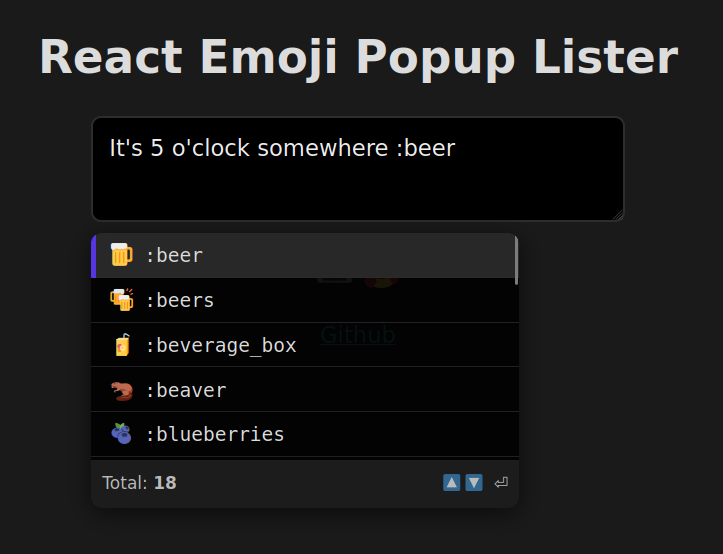 React Emoji Popup Lister
It's 5 o'clock somewhere :beer
:beer
:beers
Github
:beverage_box
:beaver
:blueberries
Total: 18